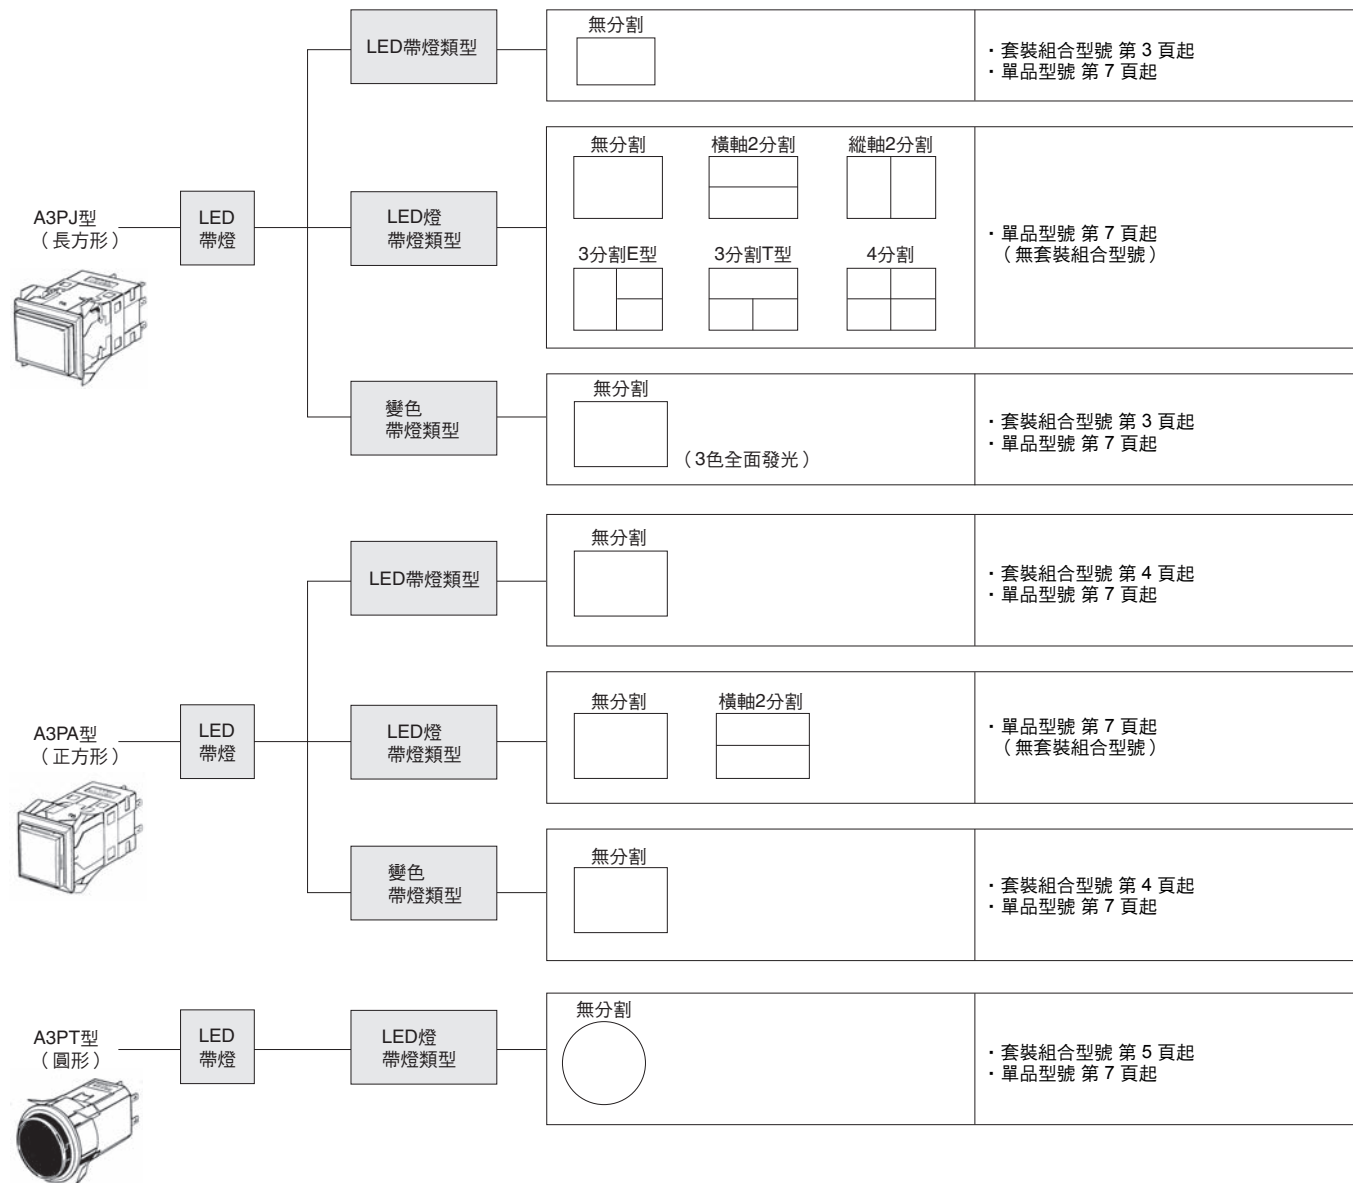 A3PJ型
（長方形）
LED
帶燈
LED帶燈類型
無分割
・套裝組合型號 第 3 頁起
・單品型號 第 7 頁起
LED燈
帶燈類型
無分割
橫軸2分割
縱軸2分割
3分割E型
3分割T型
4分割
・單品型號 第 7 頁起
（無套裝組合型號）
變色
帶燈類型
無分割
（3色全面發光）
・套裝組合型號 第 3 頁起
・單品型號 第 7 頁起
A3PA型
（正方形）
LED
帶燈
LED帶燈類型
無分割
・套裝組合型號 第 4 頁起
・單品型號 第 7 頁起
LED燈
帶燈類型
無分割
橫軸2分割
・單品型號 第 7 頁起
（無套裝組合型號）
變色
帶燈類型
無分割
・套裝組合型號 第 4 頁起
・單品型號 第 7 頁起
A3PT型
（圓形）
LED
帶燈
LED燈
帶燈類型
無分割
・套裝組合型號 第 5 頁起
・單品型號 第 7 頁起